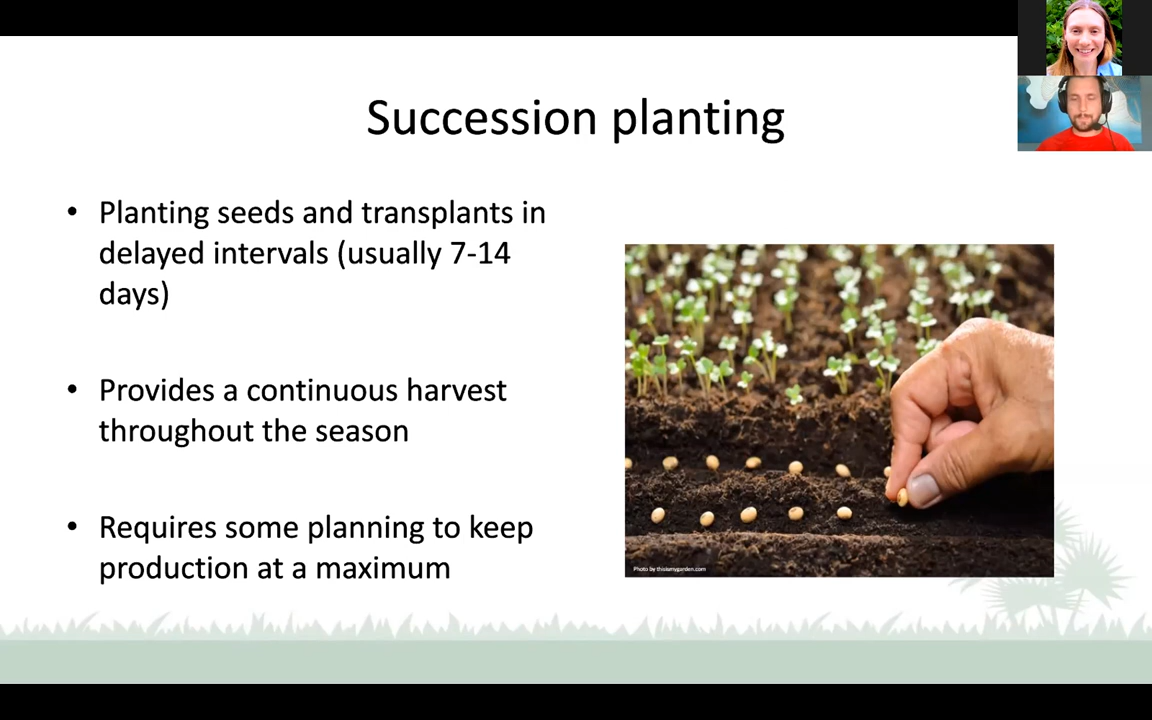 Succession planting
• Planting seeds and transplants in
delayed intervals (usually 7-14
days)
• Provides a continuous harvest
throughout the season
• Requires some planning to keep
production at a maximum
Photo by thisismygarden.com